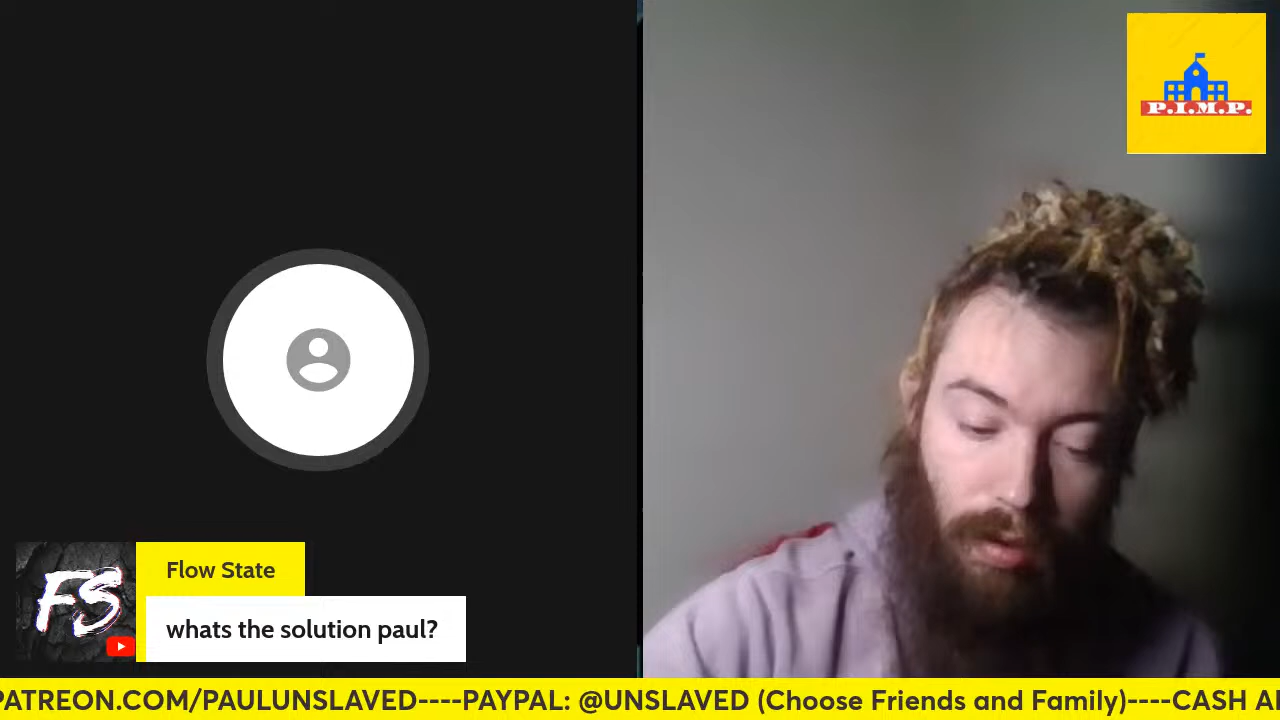 P.I.M.P.
FS
Flow State
whats the solution paul?
PATREON.COM/PAULUNSLAVED----PAYPAL: @UNSLAVED (Choose Friends and Family)----CASH